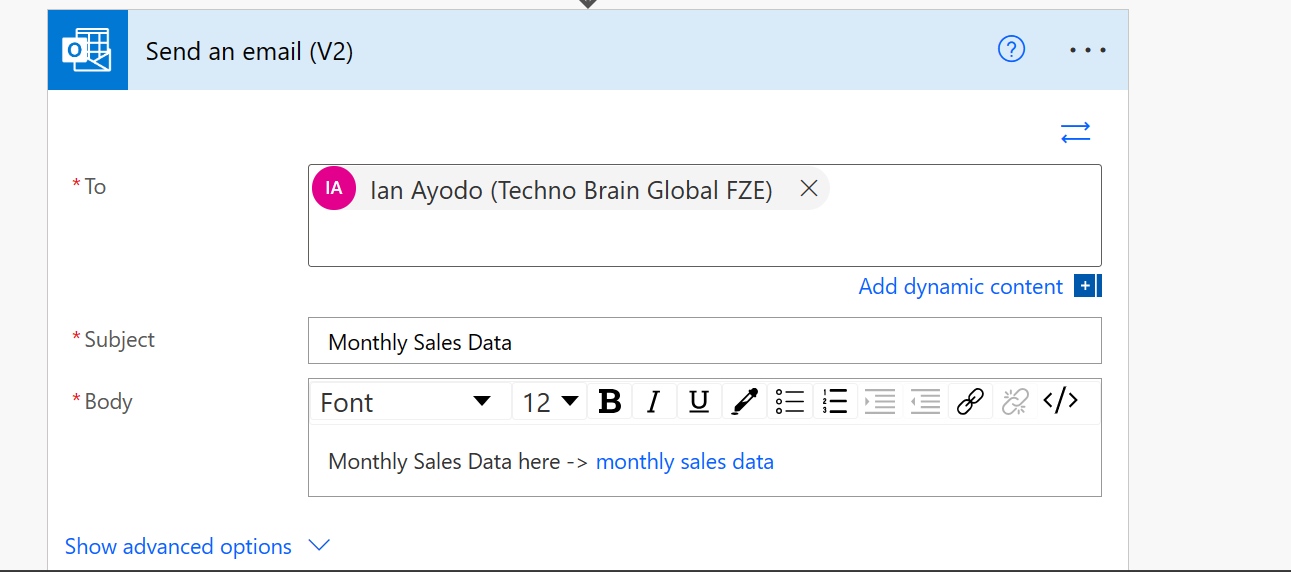 Send an email (V2)
* To
IA Ian Ayodo (Techno Brain Global FZE)
Add dynamic content
* Subject
Monthly Sales Data
* Body
Font 12 B I U </>
Monthly Sales Data here -> monthly sales data
Show advanced options